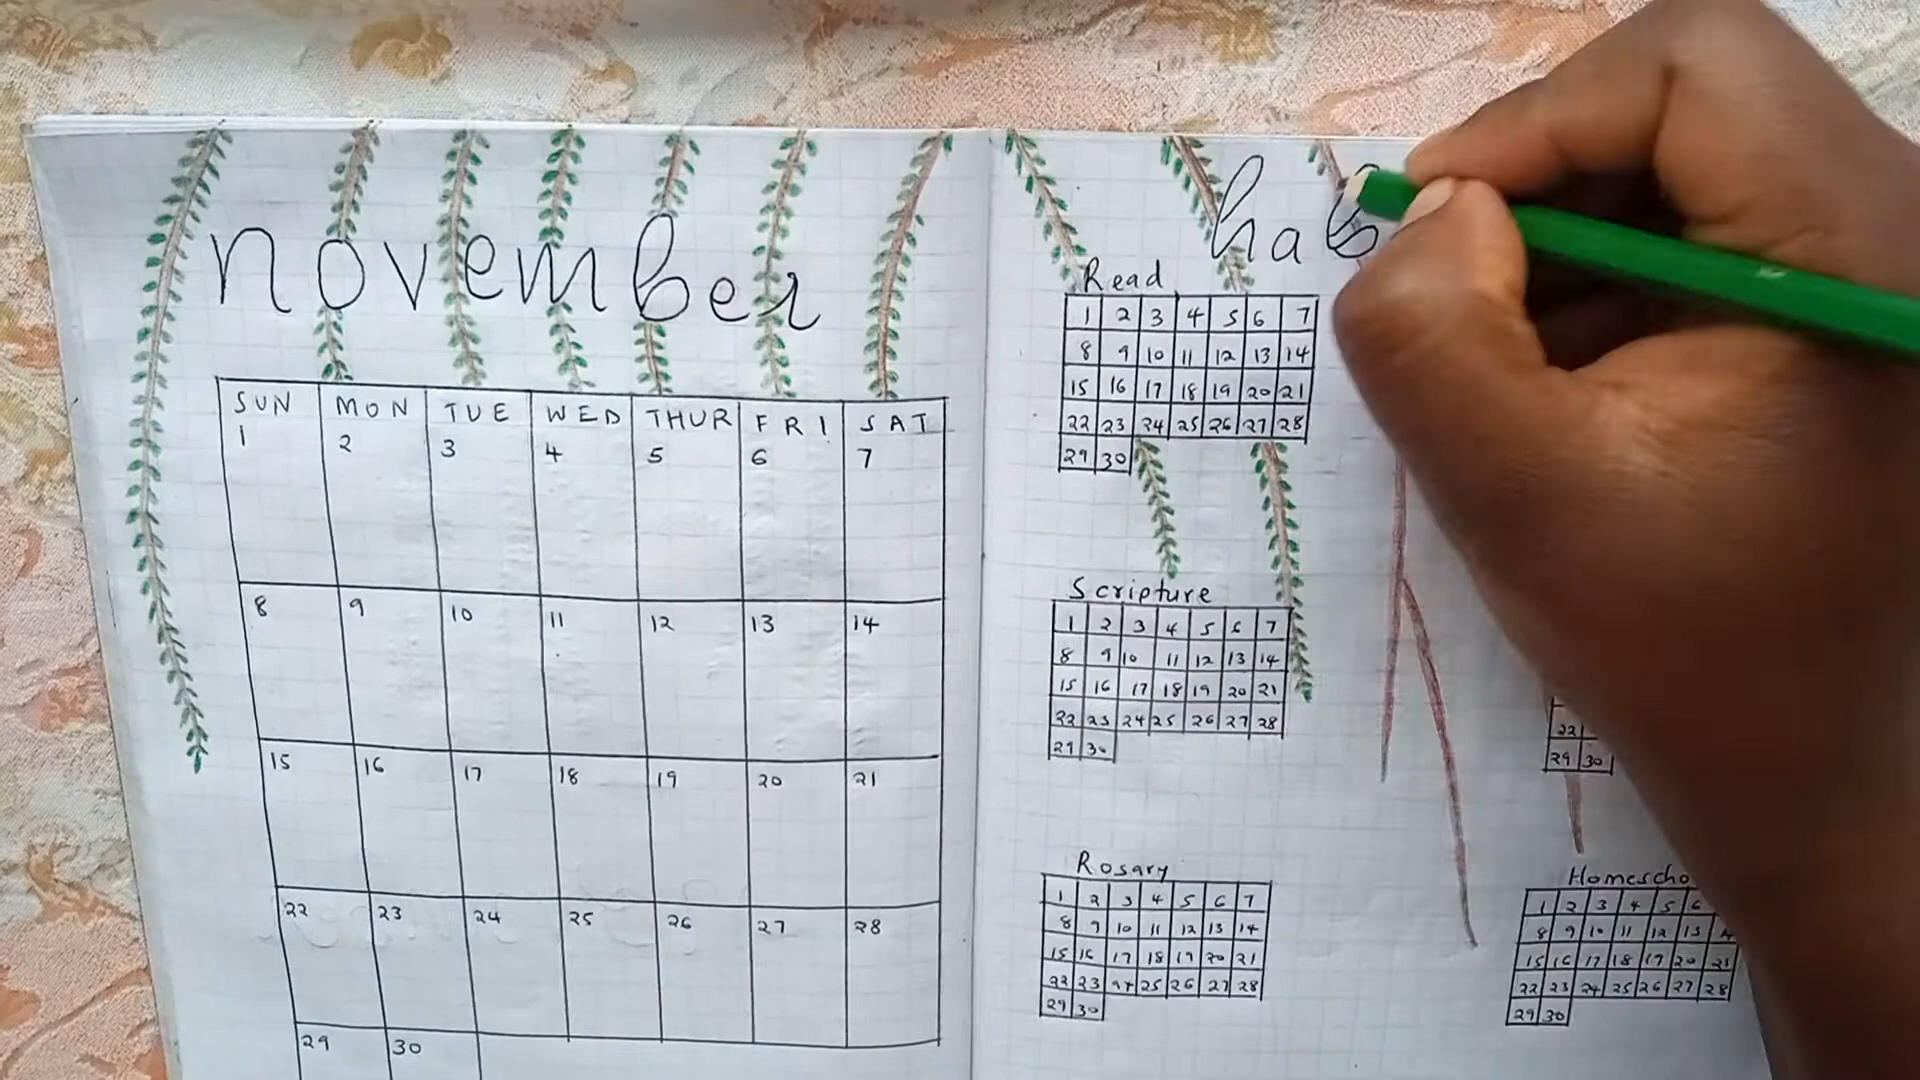 november
SUN MON TUE WED THUR FRI SAT
1 2 3 4 5 6 7
8 9 10 11 12 13 14
15 16 17 18 19 20 21
22 23 24 25 26 27 28
29 30
hab
Read
1 2 3 4 5 6 7
8 9 10 11 12 13 14
15 16 17 18 19 20 21
22 23 24 25 26 27 28
29 30
Scripture
1 2 3 4 5 6 7
8 9 10 11 12 13 14
15 16 17 18 19 20 21
22 23 24 25 26 27 28
29 30
22
29 30
Rosary
1 2 3 4 5 6 7
8 9 10 11 12 13 14
15 16 17 18 19 20 21
22 23 24 25 26 27 28
29 30
Homescho
1 2 3 4 5 6
8 9 10 11 12 13 14
15 16 17 18 19 20 21
22 23 24 25 26 27 28
29 30